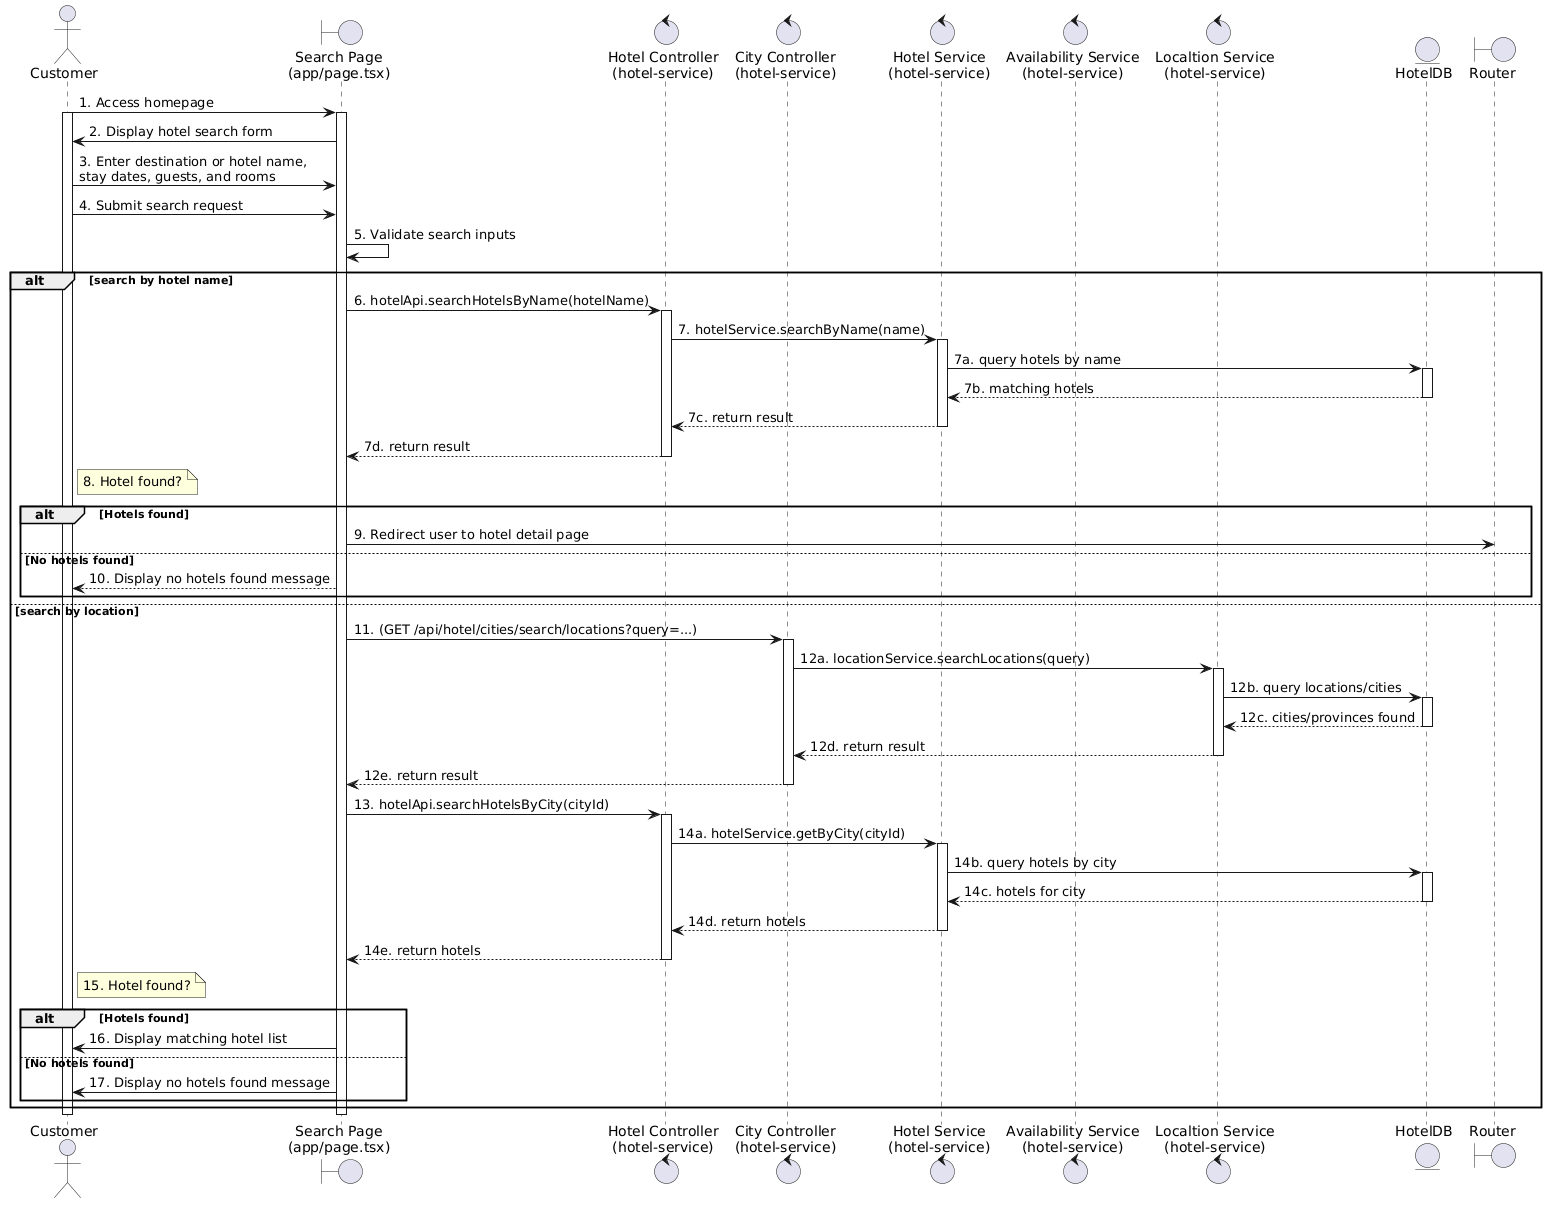 Customer
Search Page
(app/page.tsx)
Hotel Controller
(hotel-service)
City Controller
(hotel-service)
Hotel Service
(hotel-service)
Availability Service
(hotel-service)
Localtion Service
(hotel-service)
HotelDB
Router
1. Access homepage
2. Display hotel search form
3. Enter destination or hotel name,
stay dates, guests, and rooms
4. Submit search request
5. Validate search inputs
alt [search by hotel name]
6. hotelApi.searchHotelsByName(hotelName)
7. hotelService.searchByName(name)
7a. query hotels by name
7b. matching hotels
7c. return result
7d. return result
8. Hotel found?
alt [Hotels found]
9. Redirect user to hotel detail page
[No hotels found]
10. Display no hotels found message
[search by location]
11. (GET /api/hotel/cities/search/locations?query=...)
12a. locationService.searchLocations(query)
12b. query locations/cities
12c. cities/provinces found
12d. return result
12e. return result
13. hotelApi.searchHotelsByCity(cityId)
14a. hotelService.getByCity(cityId)
14b. query hotels by city
14c. hotels for city
14d. return hotels
14e. return hotels
15. Hotel found?
alt [Hotels found]
16. Display matching hotel list
[No hotels found]
17. Display no hotels found message
Customer
Search Page
(app/page.tsx)
Hotel Controller
(hotel-service)
City Controller
(hotel-service)
Hotel Service
(hotel-service)
Availability Service
(hotel-service)
Localtion Service
(hotel-service)
HotelDB
Router